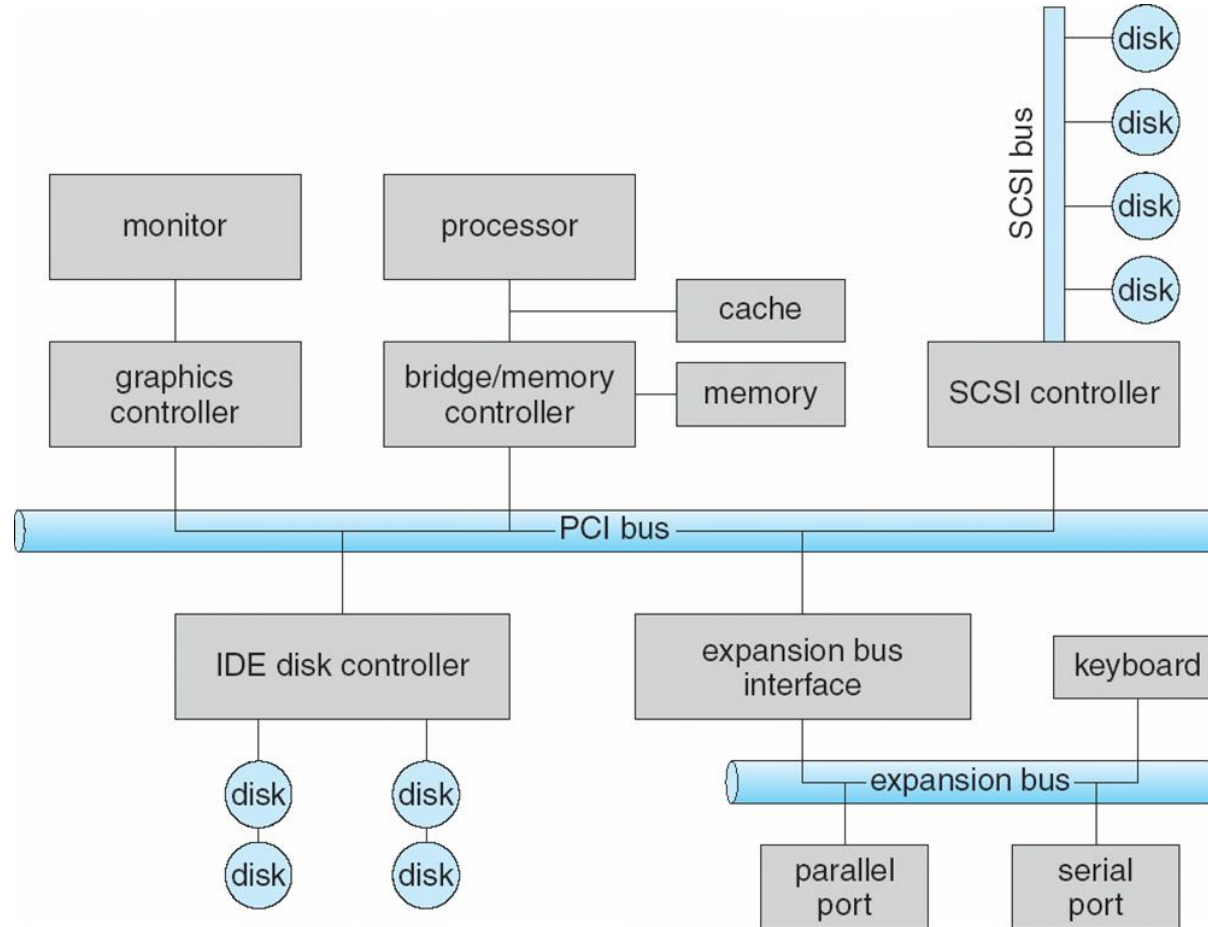 disk
disk
disk
disk
SCSI bus
monitor
processor
cache
graphics
controller
bridge/memory
controller
memory
SCSI controller
PCI bus
IDE disk controller
expansion bus
interface
keyboard
disk
disk
disk
disk
expansion bus
parallel
port
serial
port